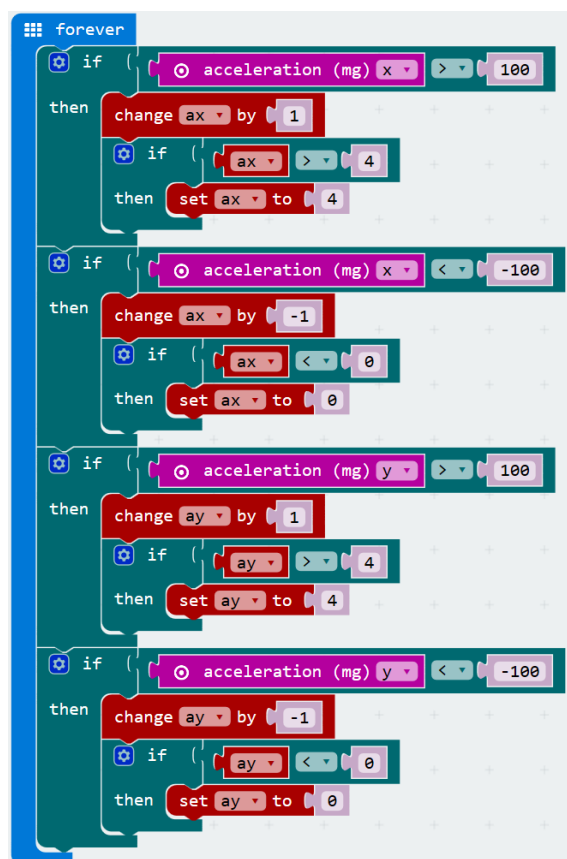 forever
if acceleration (mg) x > 100
then change ax by 1
if ax > 4
then set ax to 4
if acceleration (mg) x < -100
then change ax by -1
if ax < 0
then set ax to 0
if acceleration (mg) y > 100
then change ay by 1
if ay > 4
then set ay to 4
if acceleration (mg) y < -100
then change ay by -1
if ay < 0
then set ay to 0